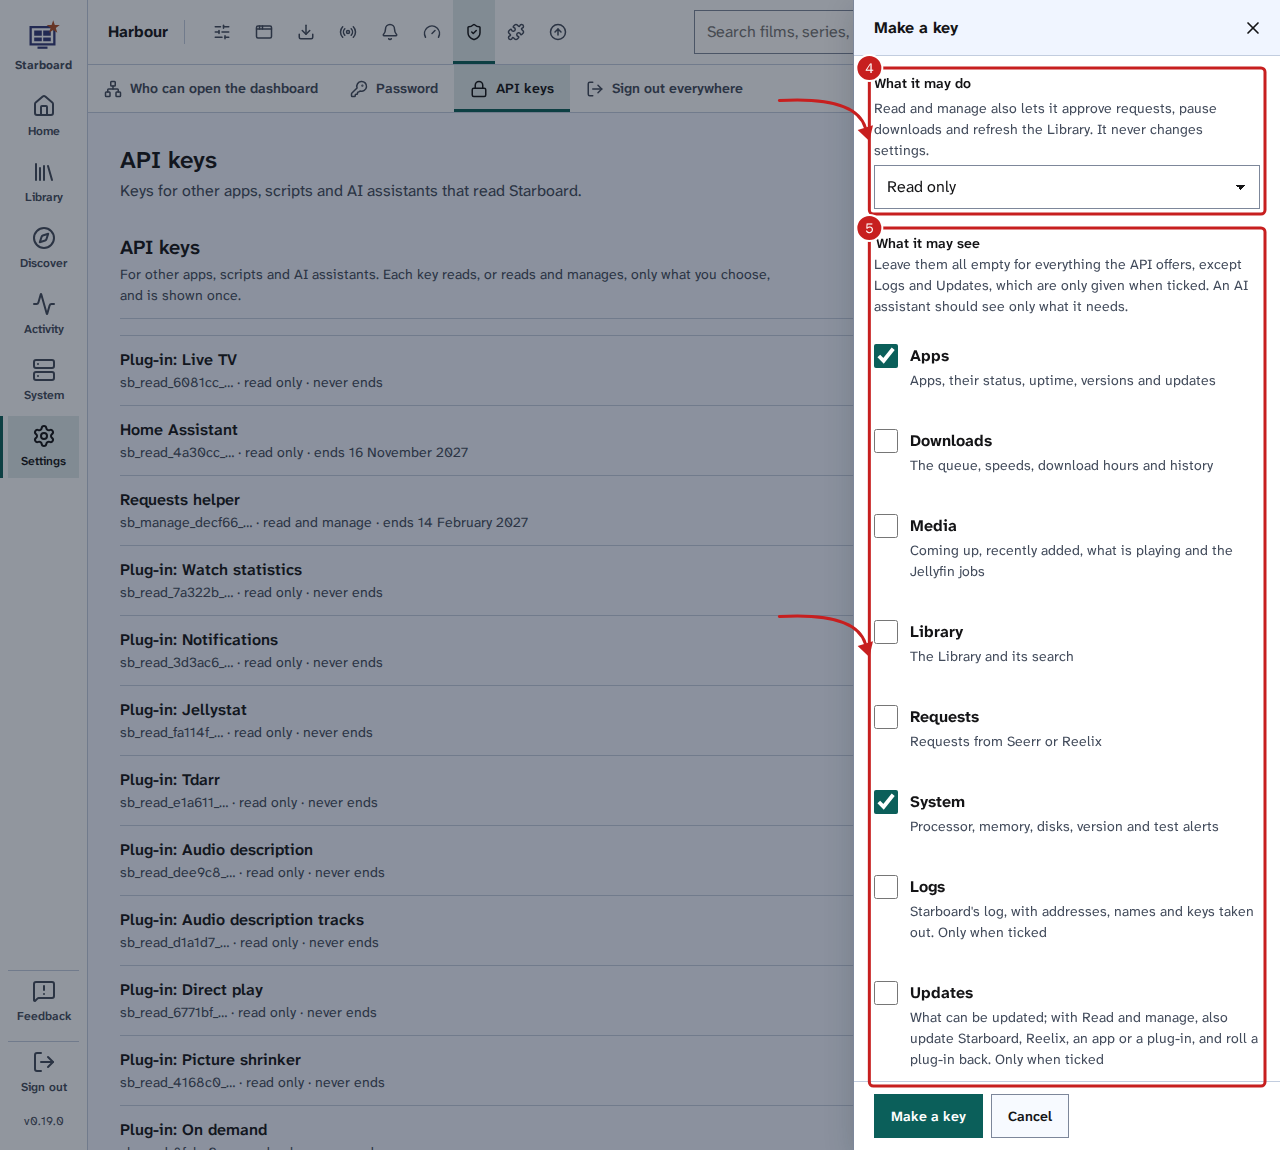 Starboard
Home
Library
Discover
Activity
System
Settings
Feedback
Sign out
v0.19.0
Harbour
Search films, series,
Who can open the dashboard
Password
API keys
Sign out everywhere
API keys
Keys for other apps, scripts and AI assistants that read Starboard.
API keys
For other apps, scripts and AI assistants. Each key reads, or reads and manages, only what you choose,
and is shown once.
Plug-in: Live TV
sb_read_6081cc_… · read only · never ends
Home Assistant
sb_read_4a30cc_… · read only · ends 16 November 2027
Requests helper
sb_manage_decf66_… · read and manage · ends 14 February 2027
Plug-in: Watch statistics
sb_read_7a322b_… · read only · never ends
Plug-in: Notifications
sb_read_3d3ac6_… · read only · never ends
Plug-in: Jellystat
sb_read_fa114f_… · read only · never ends
Plug-in: Tdarr
sb_read_e1a611_… · read only · never ends
Plug-in: Audio description
sb_read_dee9c8_… · read only · never ends
Plug-in: Audio description tracks
sb_read_d1a1d7_… · read only · never ends
Plug-in: Direct play
sb_read_6771bf_… · read only · never ends
Plug-in: Picture shrinker
sb_read_4168c0_… · read only · never ends
Plug-in: On demand
Make a key
4
What it may do
Read and manage also lets it approve requests, pause
downloads and refresh the Library. It never changes
settings.
Read only
5
What it may see
Leave them all empty for everything the API offers, except
Logs and Updates, which are only given when ticked. An AI
assistant should see only what it needs.
Apps
Apps, their status, uptime, versions and updates
Downloads
The queue, speeds, download hours and history
Media
Coming up, recently added, what is playing and the
Jellyfin jobs
Library
The Library and its search
Requests
Requests from Seerr or Reelix
System
Processor, memory, disks, version and test alerts
Logs
Starboard's log, with addresses, names and keys taken
out. Only when ticked
Updates
What can be updated; with Read and manage, also
update Starboard, Reelix, an app or a plug-in, and roll a
plug-in back. Only when ticked
Make a key
Cancel